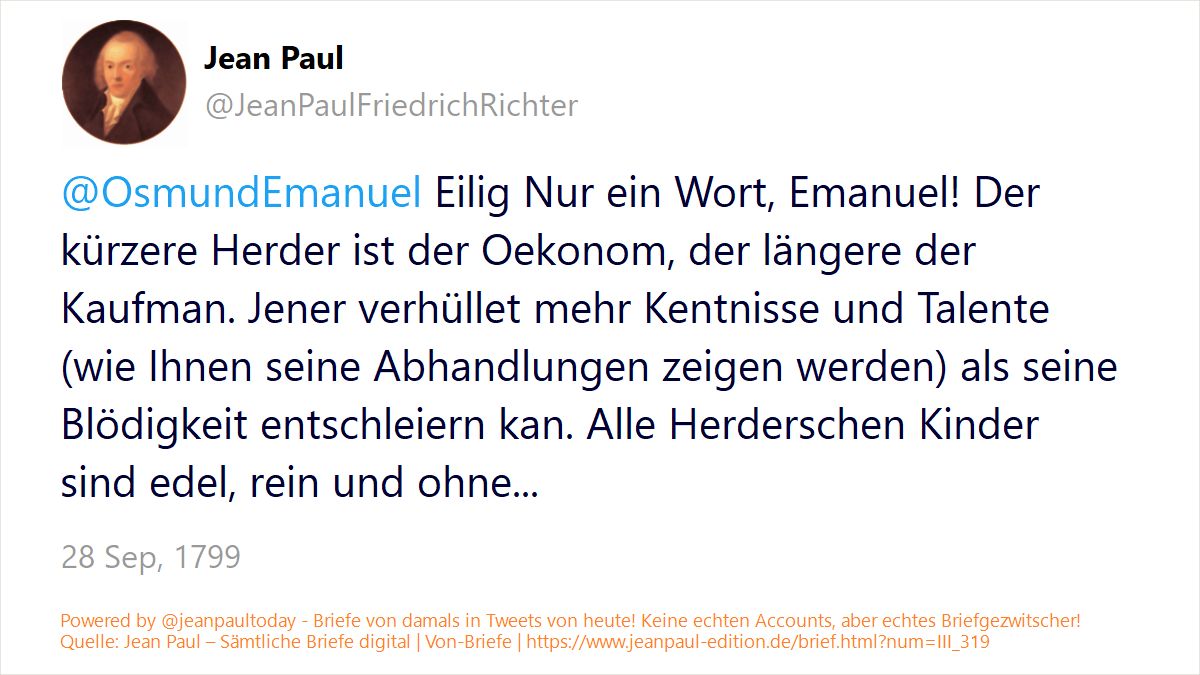 Jean Paul
@JeanPaulFriedrichRichter
@OsmundEmanuel Eilig Nur ein Wort, Emanuel! Der
kürzere Herder ist der Oekonom, der längere der
Kaufman. Jener verhüllet mehr Kentnisse und Talente
(wie Ihnen seine Abhandlungen zeigen werden) als seine
Blödigkeit entschleiern kan. Alle Herderschen Kinder
sind edel, rein und ohne...
28 Sep, 1799
Powered by @jeanpaultoday - Briefe von damals in Tweets von heute! Keine echten Accounts, aber echtes Briefgezwitscher!
Quelle: Jean Paul – Sämtliche Briefe digital | Von-Briefe | https://www.jeanpaul-edition.de/brief.html?num=III_319